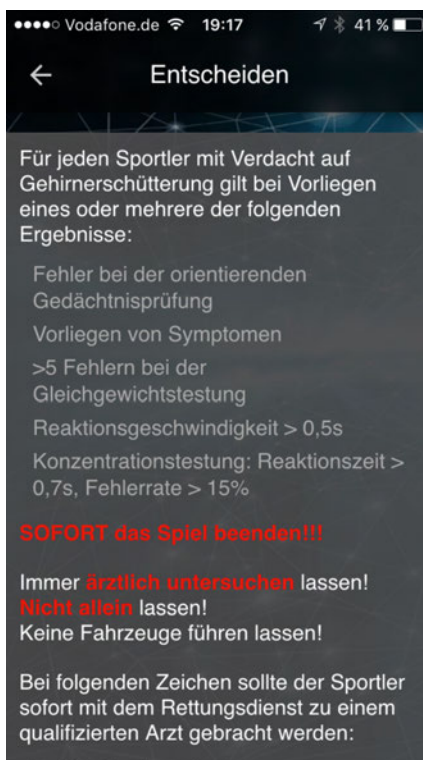 Vodafone.de 19:17 41 %
Entscheiden
Für jeden Sportler mit Verdacht auf
Gehirnerschütterung gilt bei Vorliegen
eines oder mehrere der folgenden
Ergebnisse:
Fehler bei der orientierenden
Gedächtnisprüfung
Vorliegen von Symptomen
>5 Fehlern bei der
Gleichgewichtstestung
Reaktionsgeschwindigkeit > 0,5s
Konzentrationstestung: Reaktionszeit >
0,7s, Fehlerrate > 15%
SOFORT das Spiel beenden!!!
Immer ärztlich untersuchen lassen!
Nicht allein lassen!
Keine Fahrzeuge führen lassen!
Bei folgenden Zeichen sollte der Sportler
sofort mit dem Rettungsdienst zu einem
qualifizierten Arzt gebracht werden: